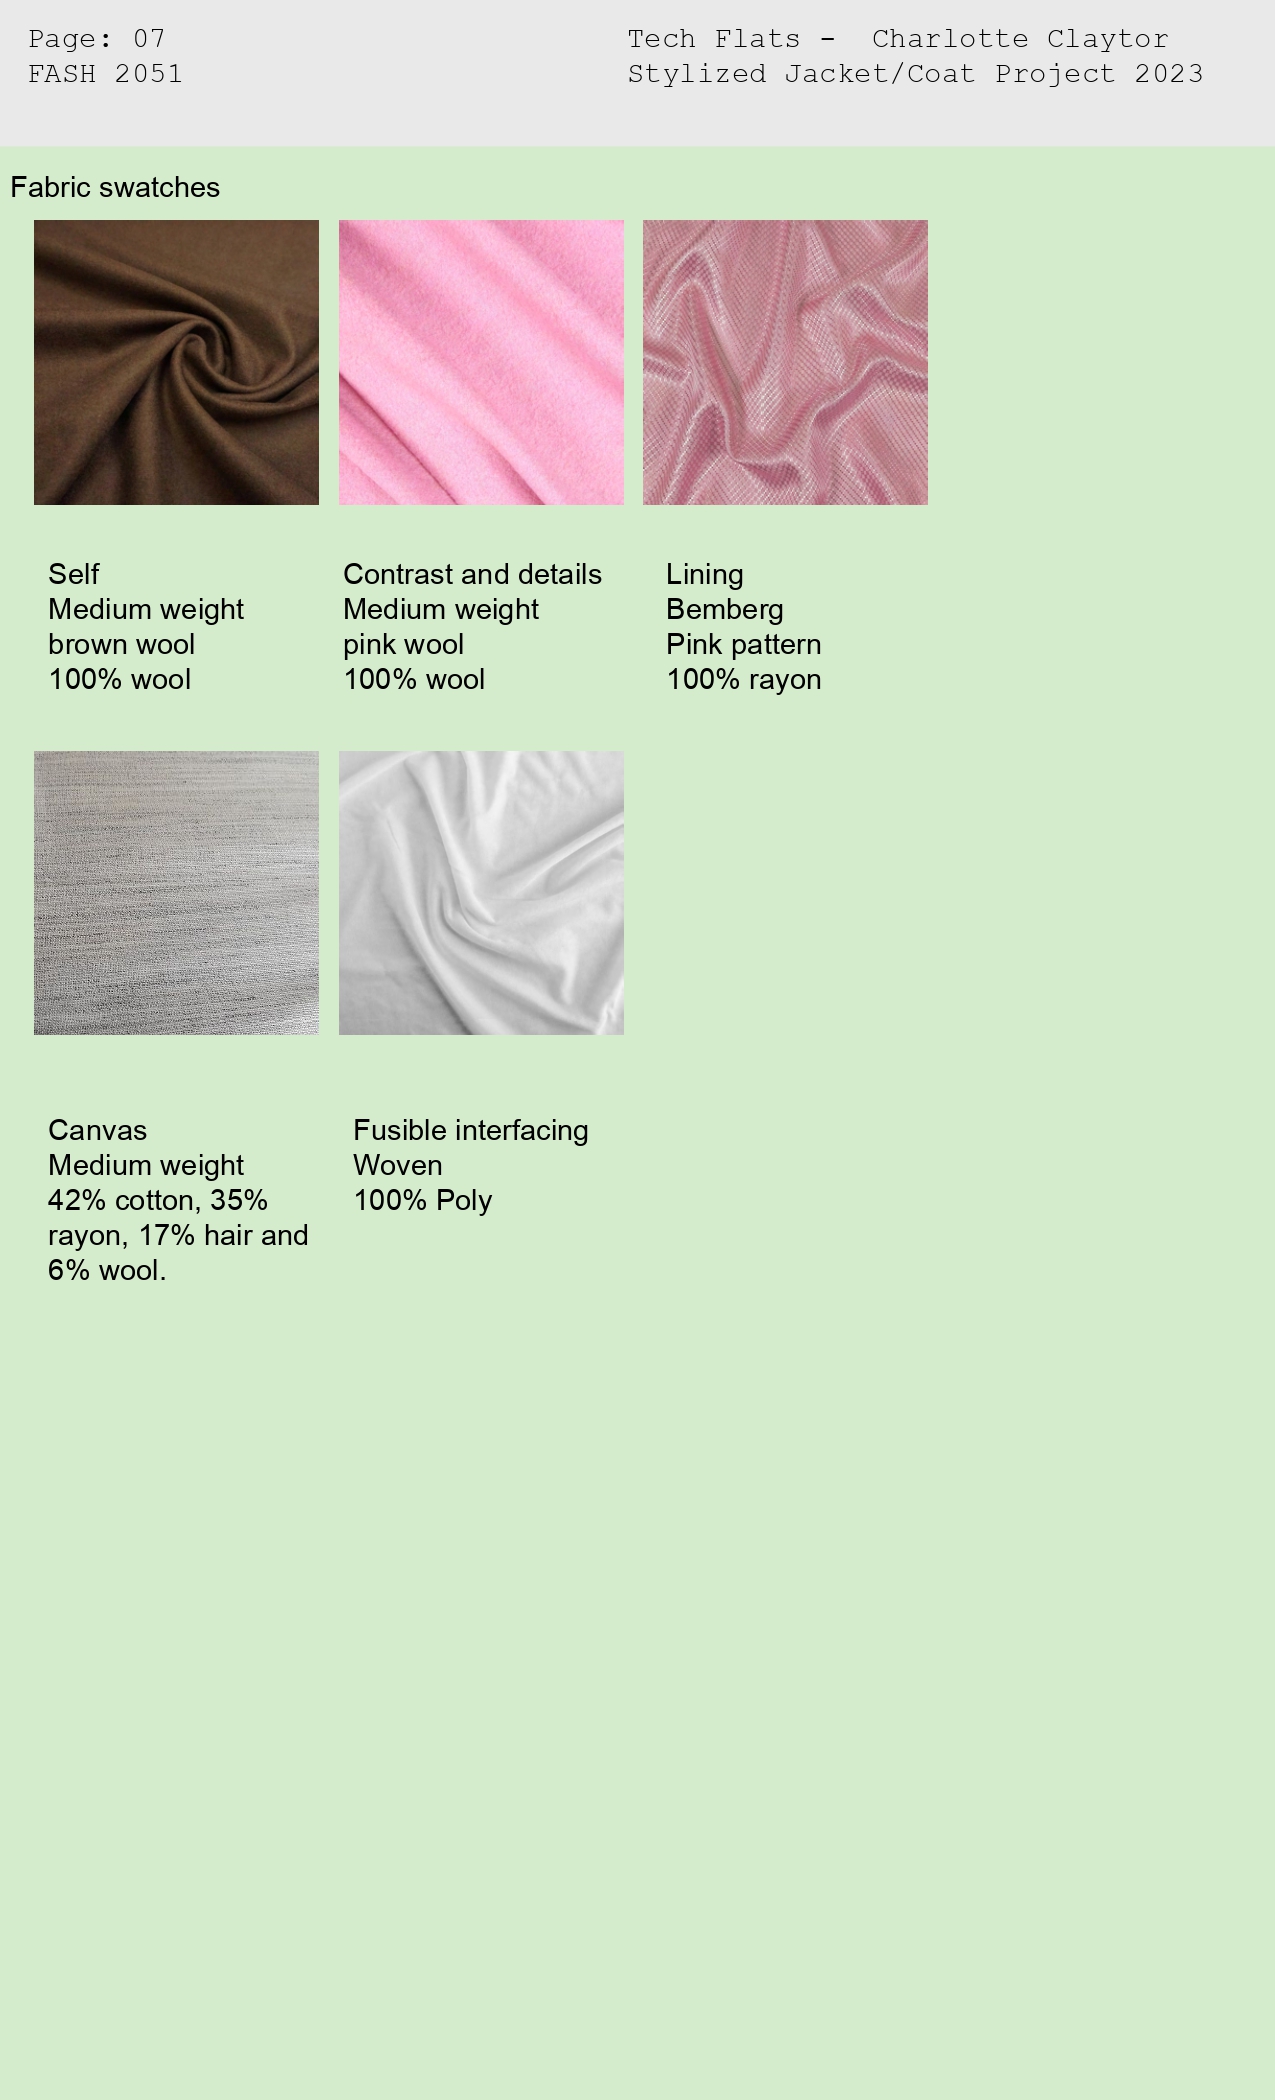 Page: 07
FASH 2051
Tech Flats -  Charlotte Claytor
Stylized Jacket/Coat Project 2023
Fabric swatches
Self
Medium weight
brown wool
100% wool
Contrast and details
Medium weight
pink wool
100% wool
Lining
Bemberg
Pink pattern
100% rayon
Canvas
Medium weight
42% cotton, 35%
rayon, 17% hair and
6% wool.
Fusible interfacing
Woven
100% Poly